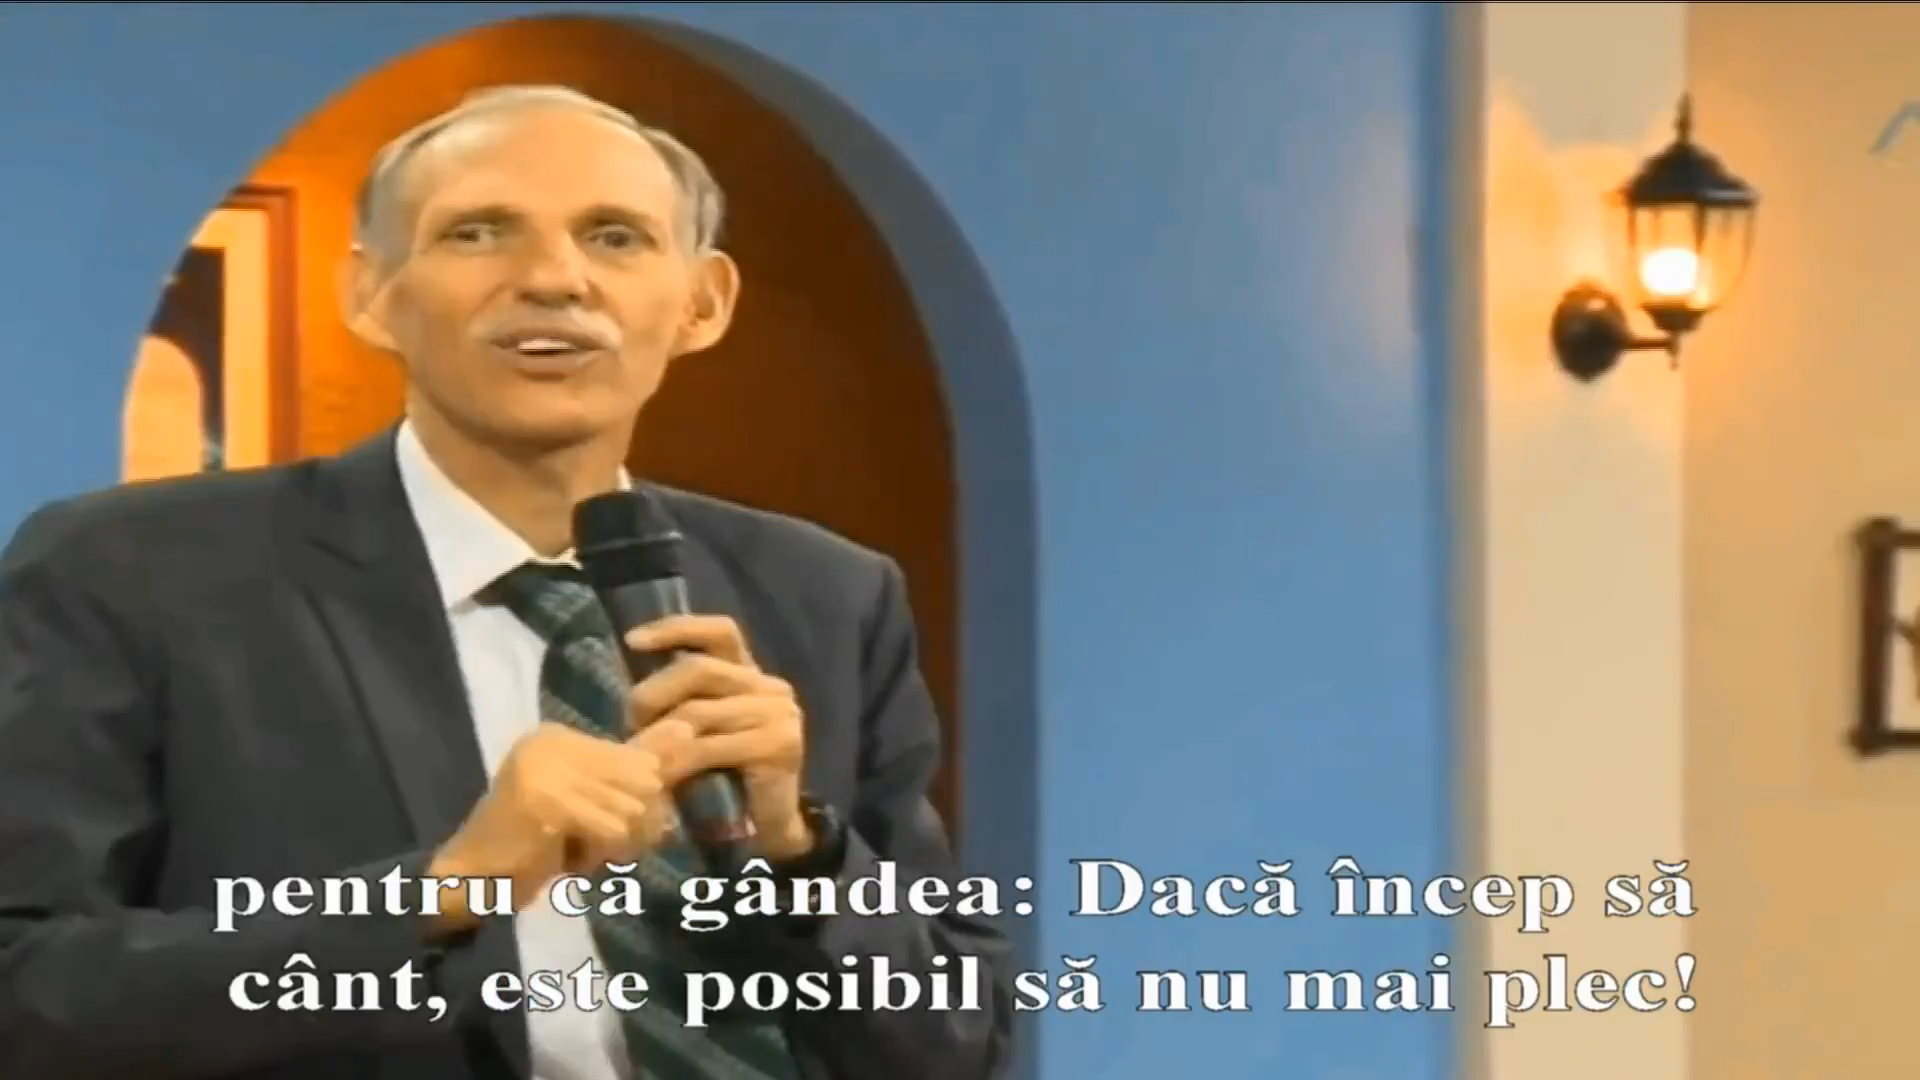 pentru că gândea: Dacă încep să
cânt, este posibil să nu mai plec!